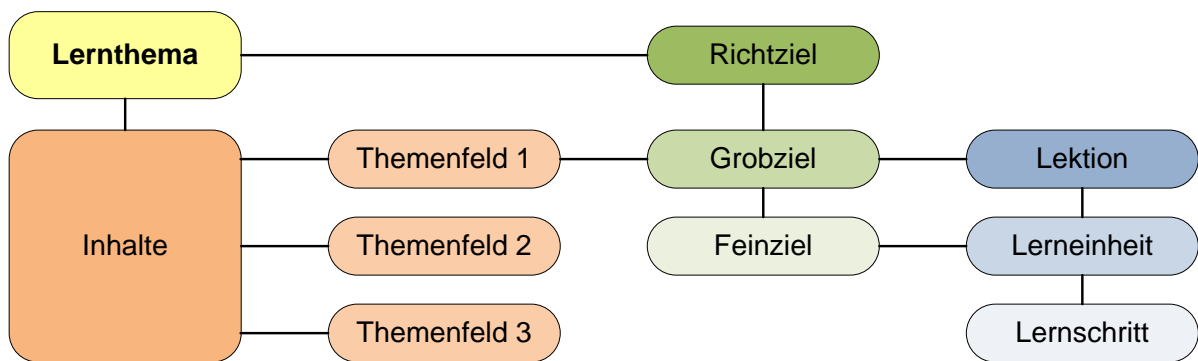 Lernthema
Richtziel
Themenfeld 1
Grobziel
Lektion
Inhalte
Themenfeld 2
Feinziel
Lerneinheit
Themenfeld 3
Lernschritt